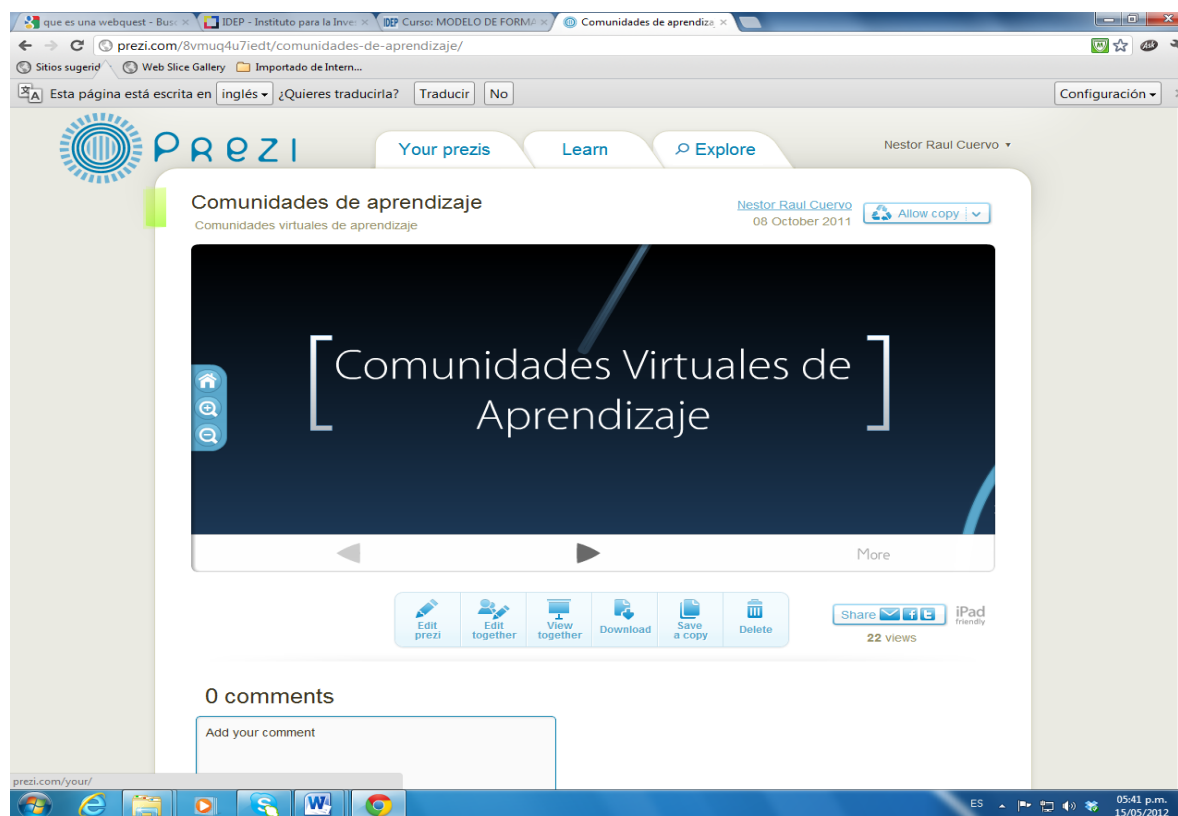 que es una webquest - Bus
IDEP - Instituto para la Inve
IDEP Curso: MODELO DE FORMA
Comunidades de aprendiza
prezi.com/8vmuq4u7iedt/comunidades-de-aprendizaje/
Ask
Sitios sugerid
Web Slice Gallery
Importado de Intern...
Esta página está escrita en inglés ¿Quieres traducirla? Traducir No
Configuración
PREZI
Your prezis
Learn
Explore
Nestor Raul Cuervo
Comunidades de aprendizaje
Comunidades virtuales de aprendizaje
Nestor Raul Cuervo
08 October 2011
Allow copy
[Comunidades Virtuales de
Aprendizaje]
More
Edit
prezi
Edit
together
View
together
Download
Save
a copy
Delete
Share
iPad
friendly
22 views
0 comments
Add your comment
prezi.com/your/
ES
05:41 p.m.
15/05/2012